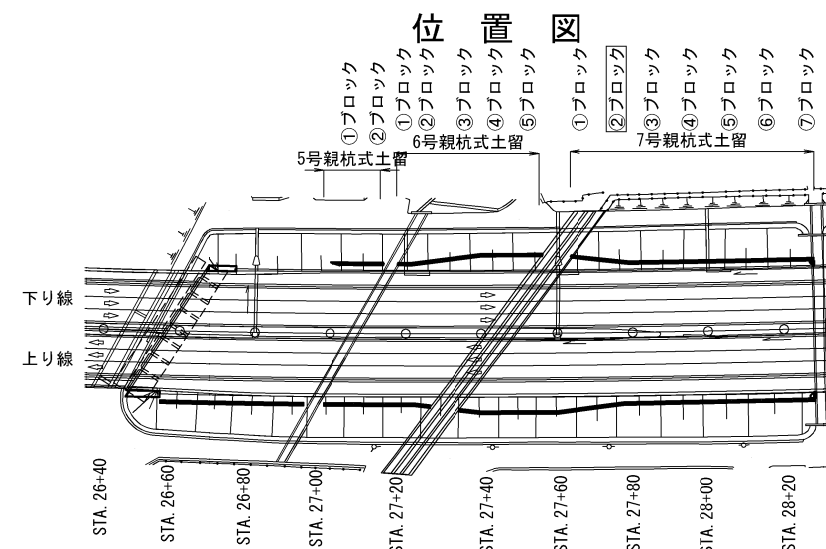 位置図
①ブロック
②ブロック
①ブロック
②ブロック
③ブロック
④ブロック
⑤ブロック
①ブロック
②ブロック
③ブロック
④ブロック
⑤ブロック
⑥ブロック
⑦ブロック
5号親杭式土留
6号親杭式土留
7号親杭式土留
下り線
上り線
STA. 26+40
STA. 26+60
STA. 26+80
STA. 27+00
STA. 27+20
STA. 27+40
STA. 27+60
STA. 27+80
STA. 28+00
STA. 28+20